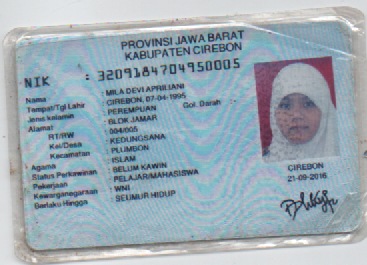 PROVINSI JAWA BARAT
KABUPATEN CIREBON
NIK : 3209184704950005
Nama : MILA DEVI APRILIANI
Tempat/Tgl Lahir : CIREBON, 07-04-1995
Jenis kelamin : PEREMPUAN Gol. Darah :-
Alamat : BLOK JAMAR
RT/RW : 004/005
Kel/Desa : KEDUNGSANA
Kecamatan : PLUMBON
Agama : ISLAM
Status Perkawinan : BELUM KAWIN
Pekerjaan : PELAJAR/MAHASISWA
Kewarganegaraan : WNI
Berlaku Hingga : SEUMUR HIDUP
CIREBON
21-09-2016